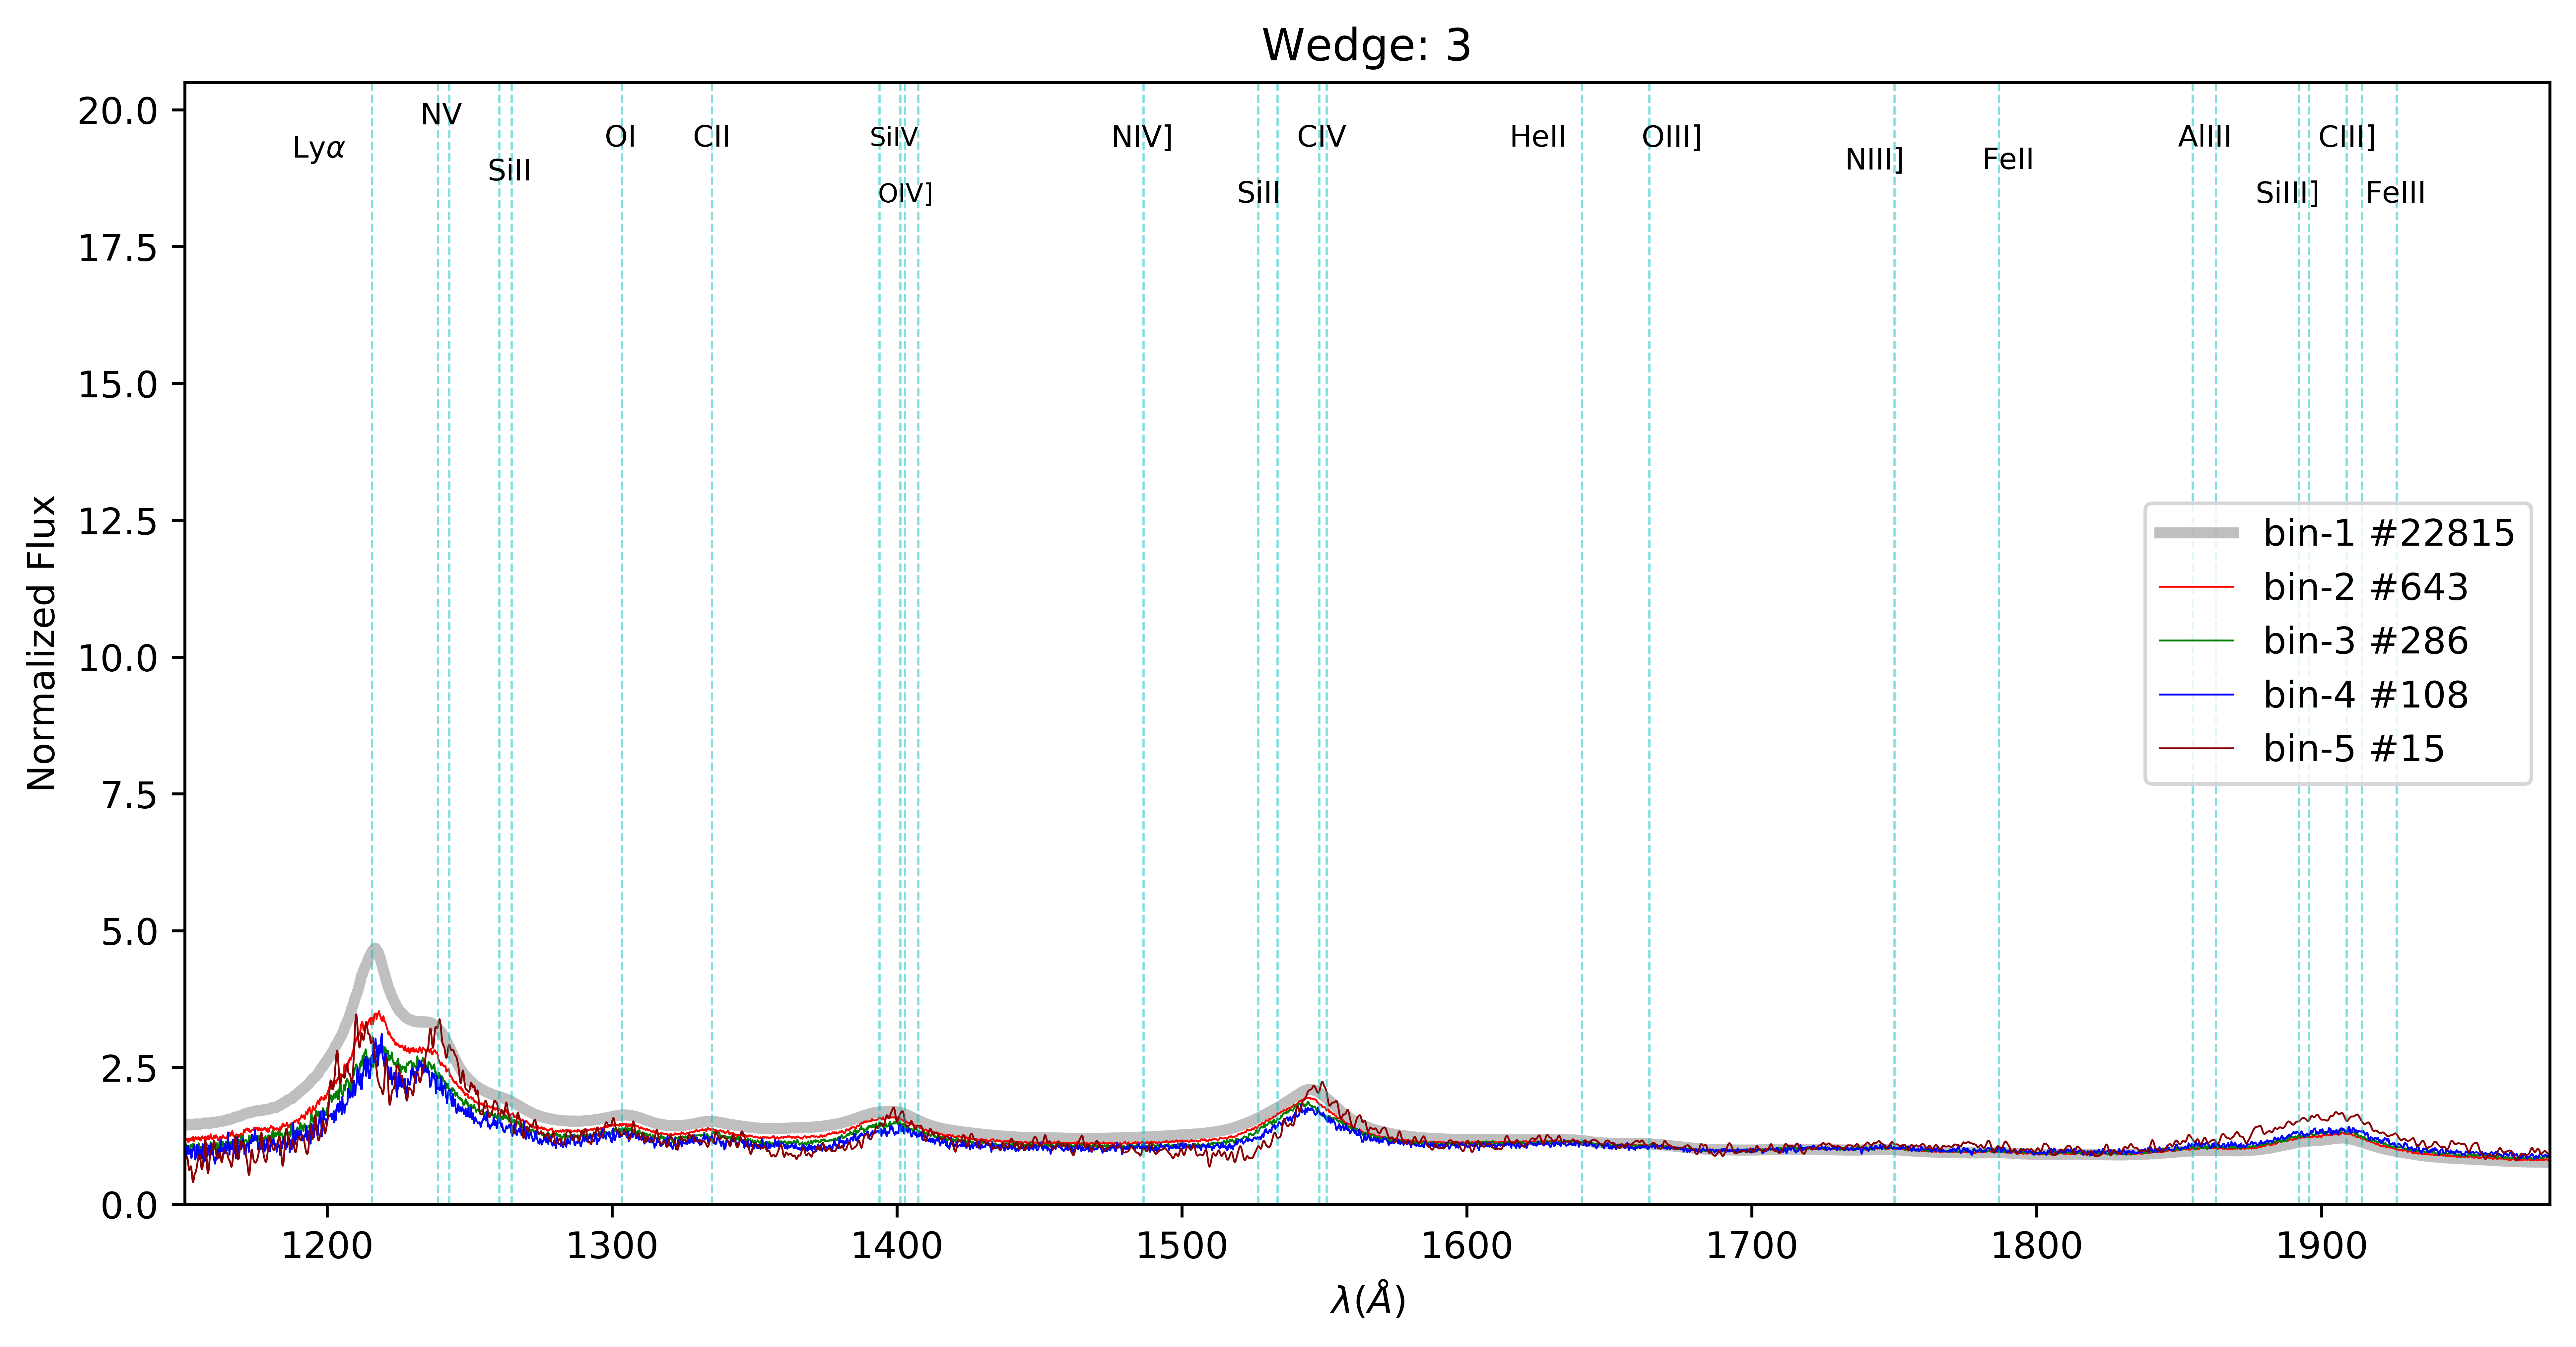 Wedge: 3
20.0
17.5
15.0
12.5
10.0
7.5
5.0
2.5
0.0
Normalized Flux
Lyα
NV
SiII
OI
CII
SiIV
OIV]
NIV]
SiII
CIV
HeII
OIII]
NIII]
FeII
AlIII
SiIII]
CIII]
FeIII
bin-1 #22815
bin-2 #643
bin-3 #286
bin-4 #108
bin-5 #15
1200 1300 1400 1500 1600 1700 1800 1900
λ(Å)